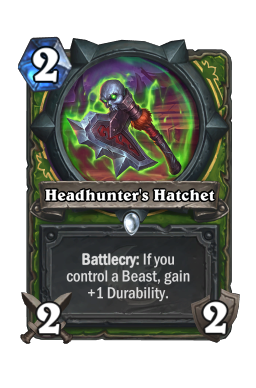 2
Headhunter's Hatchet
Battlecry: If you
control a Beast, gain
+1 Durability.
2 2